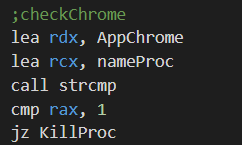 ;checkChrome
lea rdx, AppChrome
lea rcx, nameProc
call strcmp
cmp rax, 1
jz KillProc